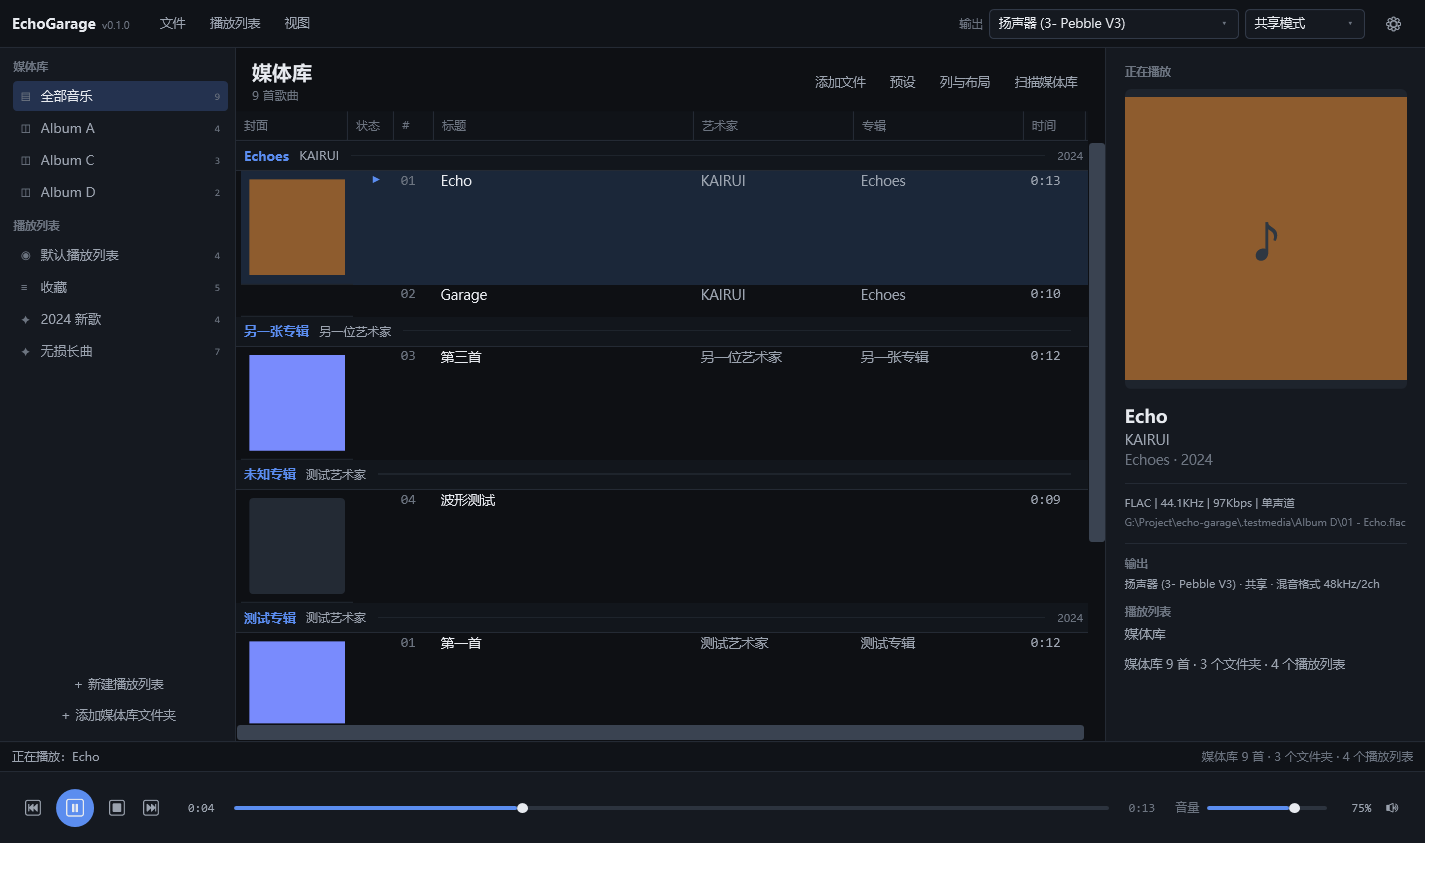 EchoGarage v0.1.0 文件 播放列表 视图 输出 扬声器 (3- Pebble V3) 共享模式
媒体库
全部音乐 9
Album A 4
Album C 3
Album D 2
播放列表
默认播放列表 4
收藏 5
2024 新歌 4
无损长曲 7
+ 新建播放列表
+ 添加媒体库文件夹
媒体库
9 首歌曲
添加文件 预设 列与布局 扫描媒体库
封面 状态 # 标题 艺术家 专辑 时间
Echoes KAIRUI 2024
01 Echo KAIRUI Echoes 0:13
02 Garage KAIRUI Echoes 0:10
另一张专辑 另一位艺术家
03 第三首 另一位艺术家 另一张专辑 0:12
未知专辑 测试艺术家
04 波形测试 0:09
测试专辑 测试艺术家 2024
01 第一首 测试艺术家 测试专辑 0:12
正在播放
Echo
KAIRUI
Echoes · 2024
FLAC | 44.1KHz | 97Kbps | 单声道
G:\Project\echo-garage\.testmedia\Album D\01 - Echo.flac
输出
扬声器 (3- Pebble V3) · 共享 · 混音格式 48kHz/2ch
播放列表
媒体库
媒体库 9 首 · 3 个文件夹 · 4 个播放列表
正在播放：Echo 媒体库 9 首 · 3 个文件夹 · 4 个播放列表
0:04 0:13 音量 75%